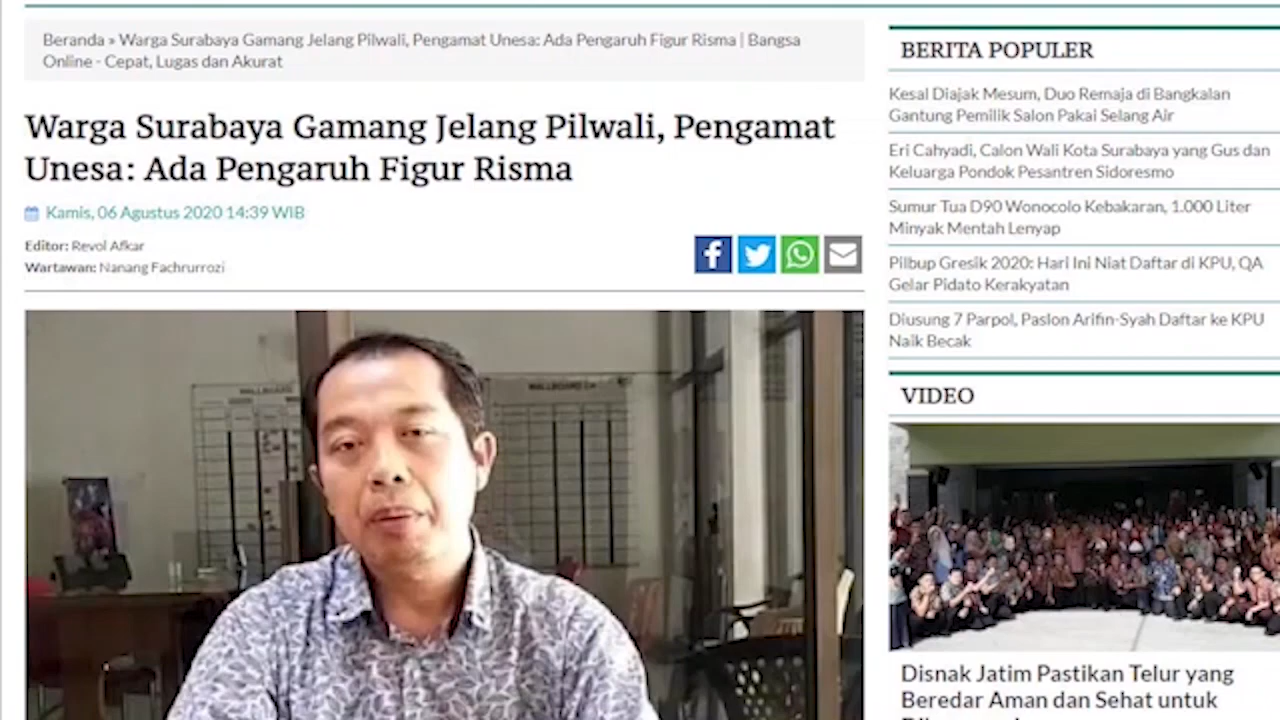 Beranda » Warga Surabaya Gamang Jelang Pilwali, Pengamat Unesa: Ada Pengaruh Figur Risma | Bangsa
Online - Cepat, Lugas dan Akurat
Warga Surabaya Gamang Jelang Pilwali, Pengamat
Unesa: Ada Pengaruh Figur Risma
Kamis, 06 Agustus 2020 14:39 WIB
Editor: Revol Afkar
Wartawan: Nanang Fachrurrozi
BERITA POPULER
Kesal Diajak Mesum, Duo Remaja di Bangkalan
Gantung Pemilik Salon Pakai Selang Air
Eri Cahyadi, Calon Wali Kota Surabaya yang Gus dan
Keluarga Pondok Pesantren Sidoresmo
Sumur Tua D90 Wonocolo Kebakaran, 1.000 Liter
Minyak Mentah Lenyap
Pilbup Gresik 2020: Hari Ini Niat Daftar di KPU, QA
Gelar Pidato Kerakyatan
Diusung 7 Parpol, Paslon Arifin-Syah Daftar ke KPU
Naik Becak
VIDEO
Disnak Jatim Pastikan Telur yang
Beredar Aman dan Sehat untuk